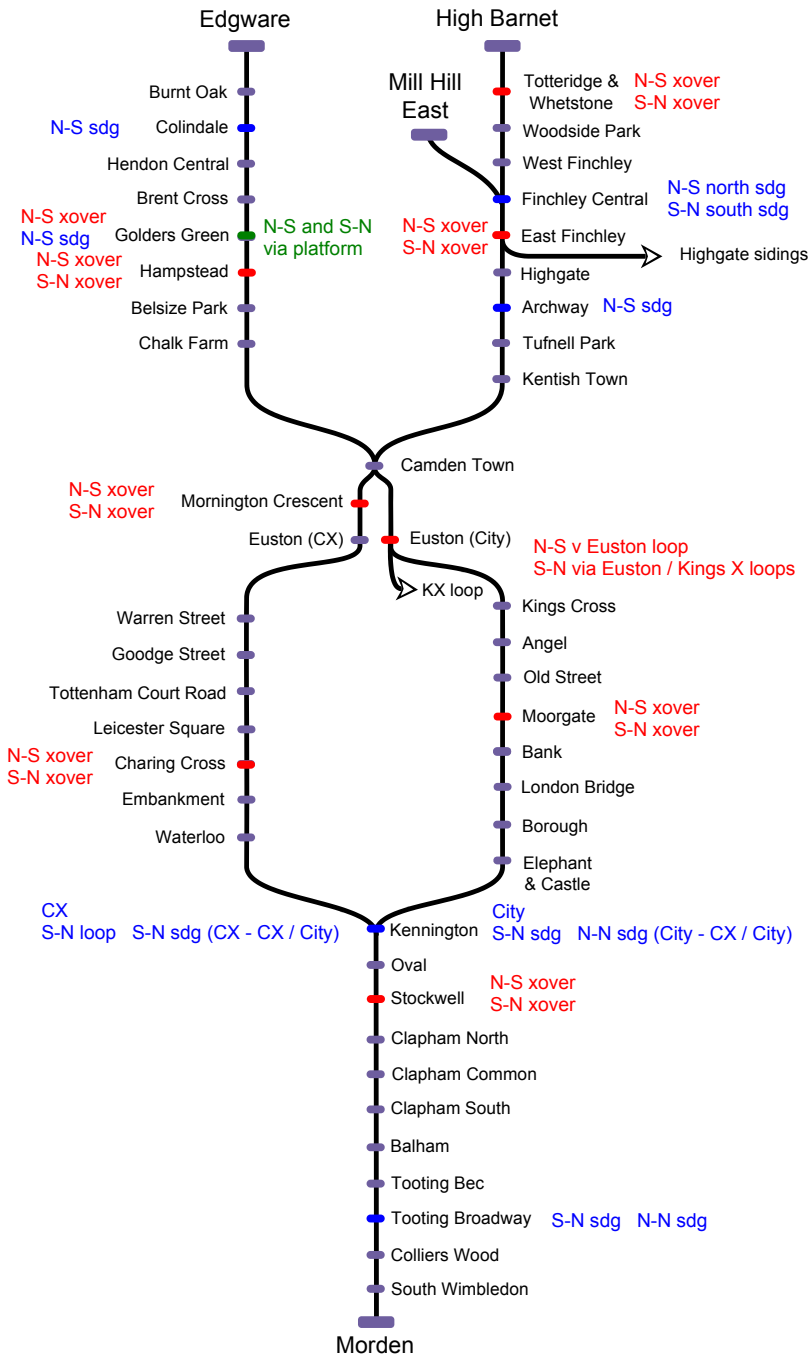 Edgware
High Barnet
Mill Hill
East
Burnt Oak
N-S sdg
Colindale
Hendon Central
Brent Cross
N-S xover
N-S sdg
Golders Green
N-S and S-N
via platform
N-S xover
S-N xover
Hampstead
Belsize Park
Chalk Farm
Totteridge &
Whetstone
N-S xover
S-N xover
Woodside Park
West Finchley
Finchley Central
N-S north sdg
S-N south sdg
N-S xover
S-N xover
East Finchley
Highgate sidings
Highgate
Archway
N-S sdg
Tufnell Park
Kentish Town
Camden Town
N-S xover
S-N xover
Mornington Crescent
Euston (CX)
Euston (City)
N-S v Euston loop
S-N via Euston / Kings X loops
KX loop
Warren Street
Goodge Street
Tottenham Court Road
Leicester Square
N-S xover
S-N xover
Charing Cross
Embankment
Waterloo
Kings Cross
Angel
Old Street
Moorgate
N-S xover
S-N xover
Bank
London Bridge
Borough
Elephant
& Castle
CX
S-N loop S-N sdg (CX - CX / City)
Kennington
City
S-N sdg N-N sdg (City - CX / City)
Oval
Stockwell
N-S xover
S-N xover
Clapham North
Clapham Common
Clapham South
Balham
Tooting Bec
Tooting Broadway
S-N sdg N-N sdg
Colliers Wood
South Wimbledon
Morden